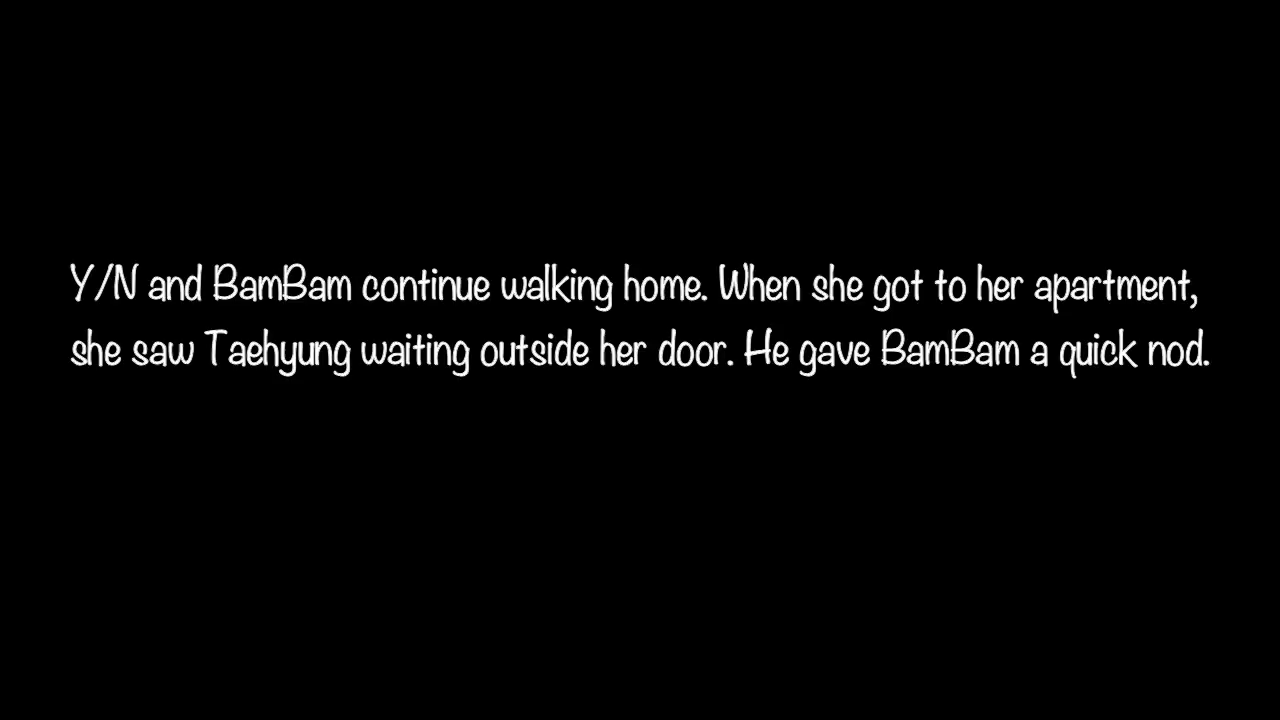 Y/N and BamBam continue walking home. When she got to her apartment,
she saw Taehyung waiting outside her door. He gave BamBam a quick nod.